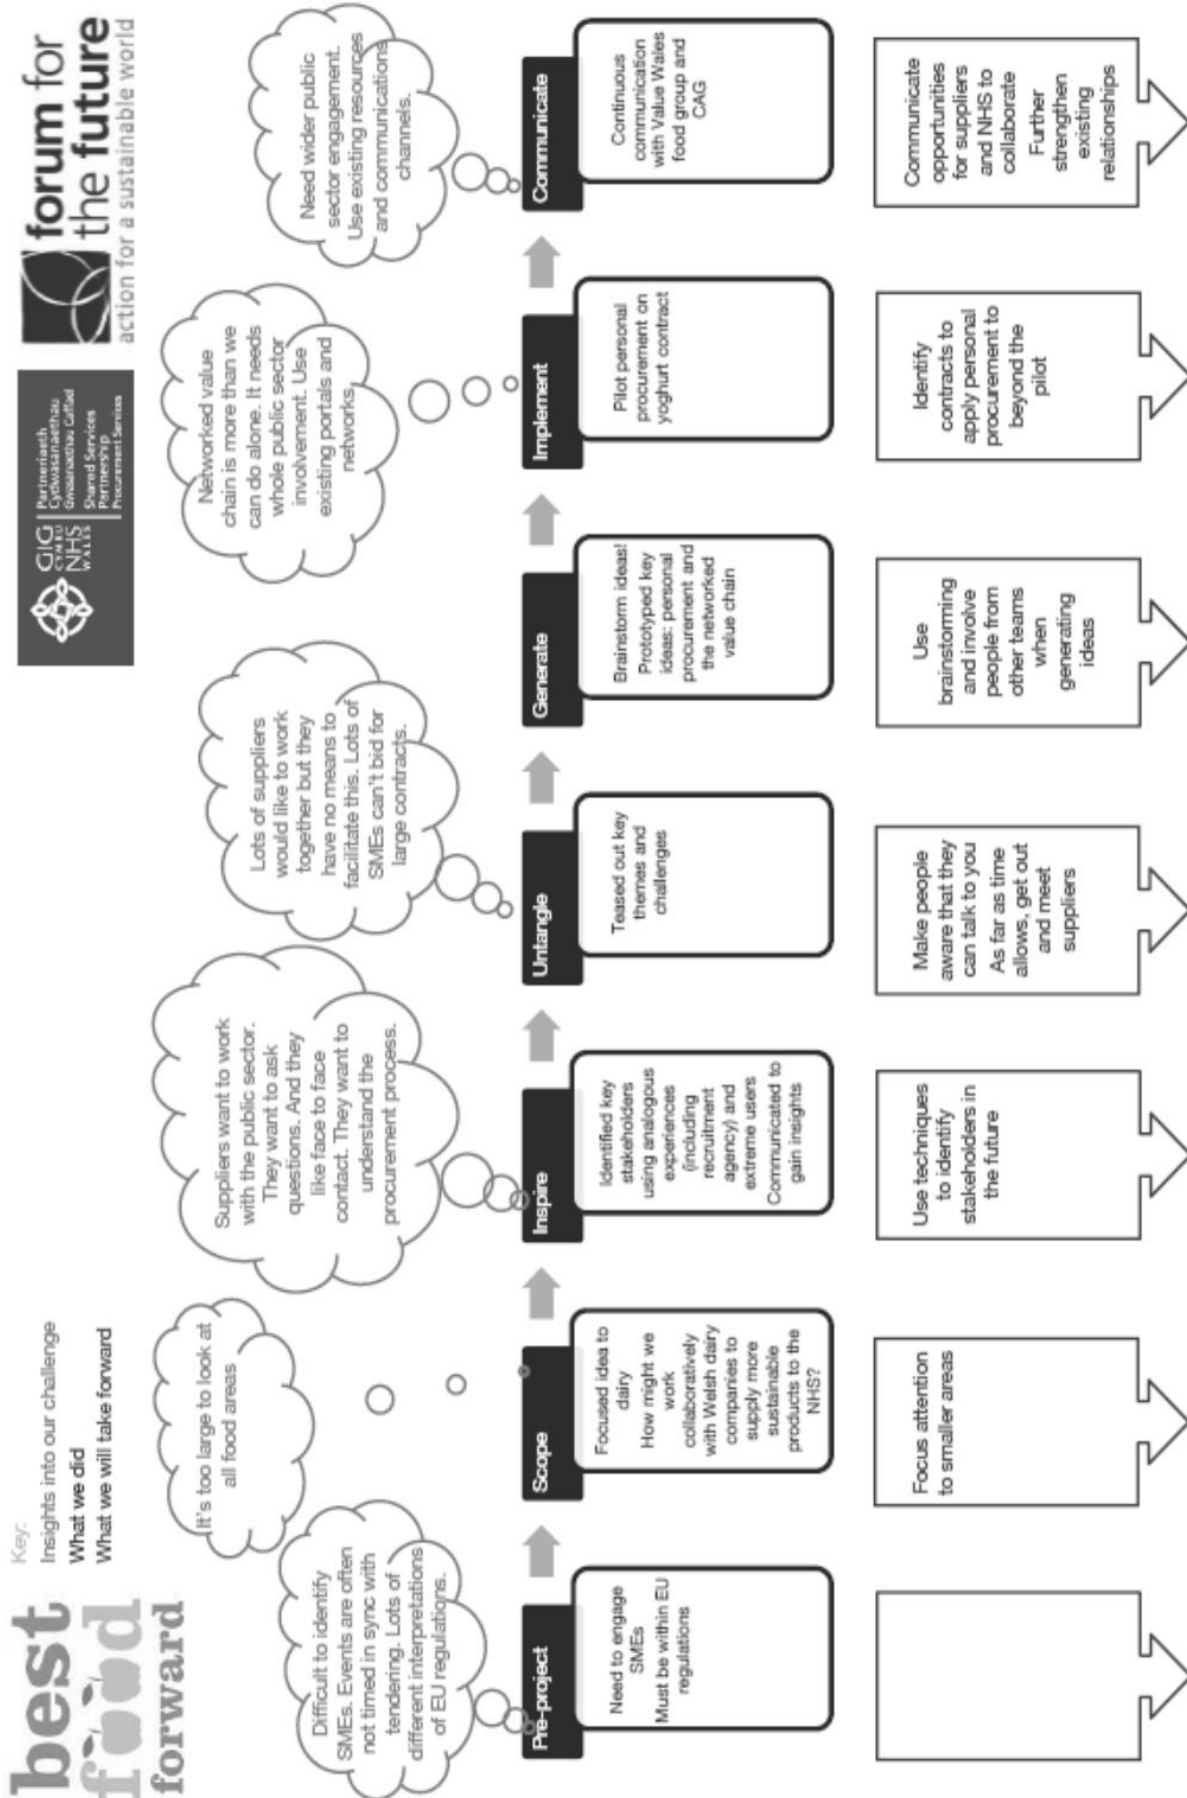 best
food
forward
Key:
Insights into our challenge
What we did
What we will take forward
GIG
CYMRU
NHS
WALES
Partneriaeth
Cydwasanaethau
Gwasanaethau Caffael
Shared Services
Partnership
Procurement Services
forum for
the future
action for a sustainable world
Difficult to identify
SMEs. Events are often
not timed in sync with
tendering. Lots of
different interpretations
of EU regulations.
It's too large to look at
all food areas
Suppliers want to work
with the public sector.
They want to ask
questions. And they
like face to face
contact. They want to
understand the
procurement process.
Lots of suppliers
would like to work
together but they
have no means to
facilitate this. Lots of
SMEs can't bid for
large contracts.
Networked value
chain is more than we
can do alone. It needs
whole public sector
involvement. Use
existing portals and
networks.
Need wider public
sector engagement.
Use existing resources
and communications
channels.
Pre-project
Need to engage
SMEs
Must be within EU
regulations
Scope
Focused idea to
dairy
How might we
work
collaboratively
with Welsh dairy
companies to
supply more
sustainable
products to the
NHS?
Inspire
Identified key
stakeholders
using analogous
experiences
(including
recruitment
agency) and
extreme users
Communicated to
gain insights
Untangle
Teased out key
themes and
challenges
Generate
Brainstorm ideas!
Prototyped key
ideas: personal
procurement and
the networked
value chain
Implement
Pilot personal
procurement on
yoghurt contract
Communicate
Continuous
communication
with Value Wales
food group and
CAG
Focus attention
to smaller areas
Use techniques
to identify
stakeholders in
the future
Make people
aware that they
can talk to you
As far as time
allows, get out
and meet
suppliers
Use
brainstorming
and involve
people from
other teams
when
generating
ideas
Identify
contracts to
apply personal
procurement to
beyond the
pilot
Communicate
opportunities
for suppliers
and NHS to
collaborate
Further
strengthen
existing
relationships